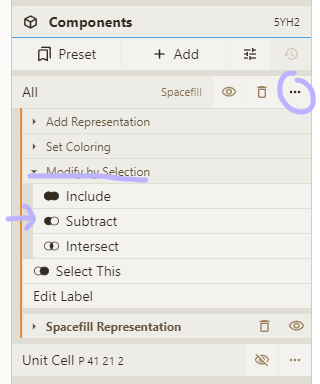 Components 5YH2
Preset + Add
All Spacefill
Add Representation
Set Coloring
Modify by Selection
Include
Subtract
Intersect
Select This
Edit Label
Spacefill Representation
Unit Cell P 41 21 2